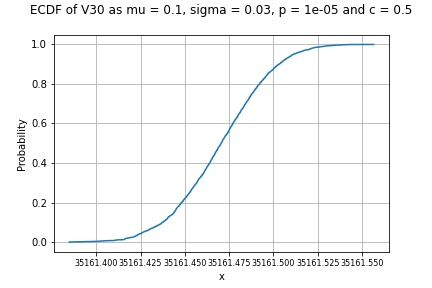 ECDF of V30 as mu = 0.1, sigma = 0.03, p = 1e-05 and c = 0.5
1.0
0.8
0.6
0.4
0.2
0.0
Probability
35161.400 35161.425 35161.450 35161.475 35161.500 35161.525 35161.550
x